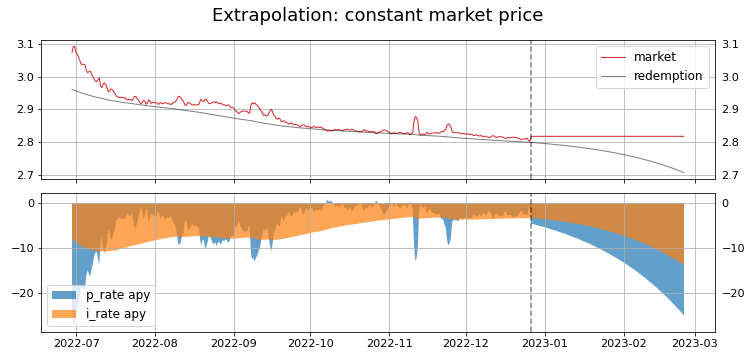 Extrapolation: constant market price
3.1 3.1
3.0 3.0
2.9 2.9
2.8 2.8
2.7 2.7
market
redemption
0 0
−10 −10
−20 −20
p_rate apy
i_rate apy
2022-07 2022-08 2022-09 2022-10 2022-11 2022-12 2023-01 2023-02 2023-03